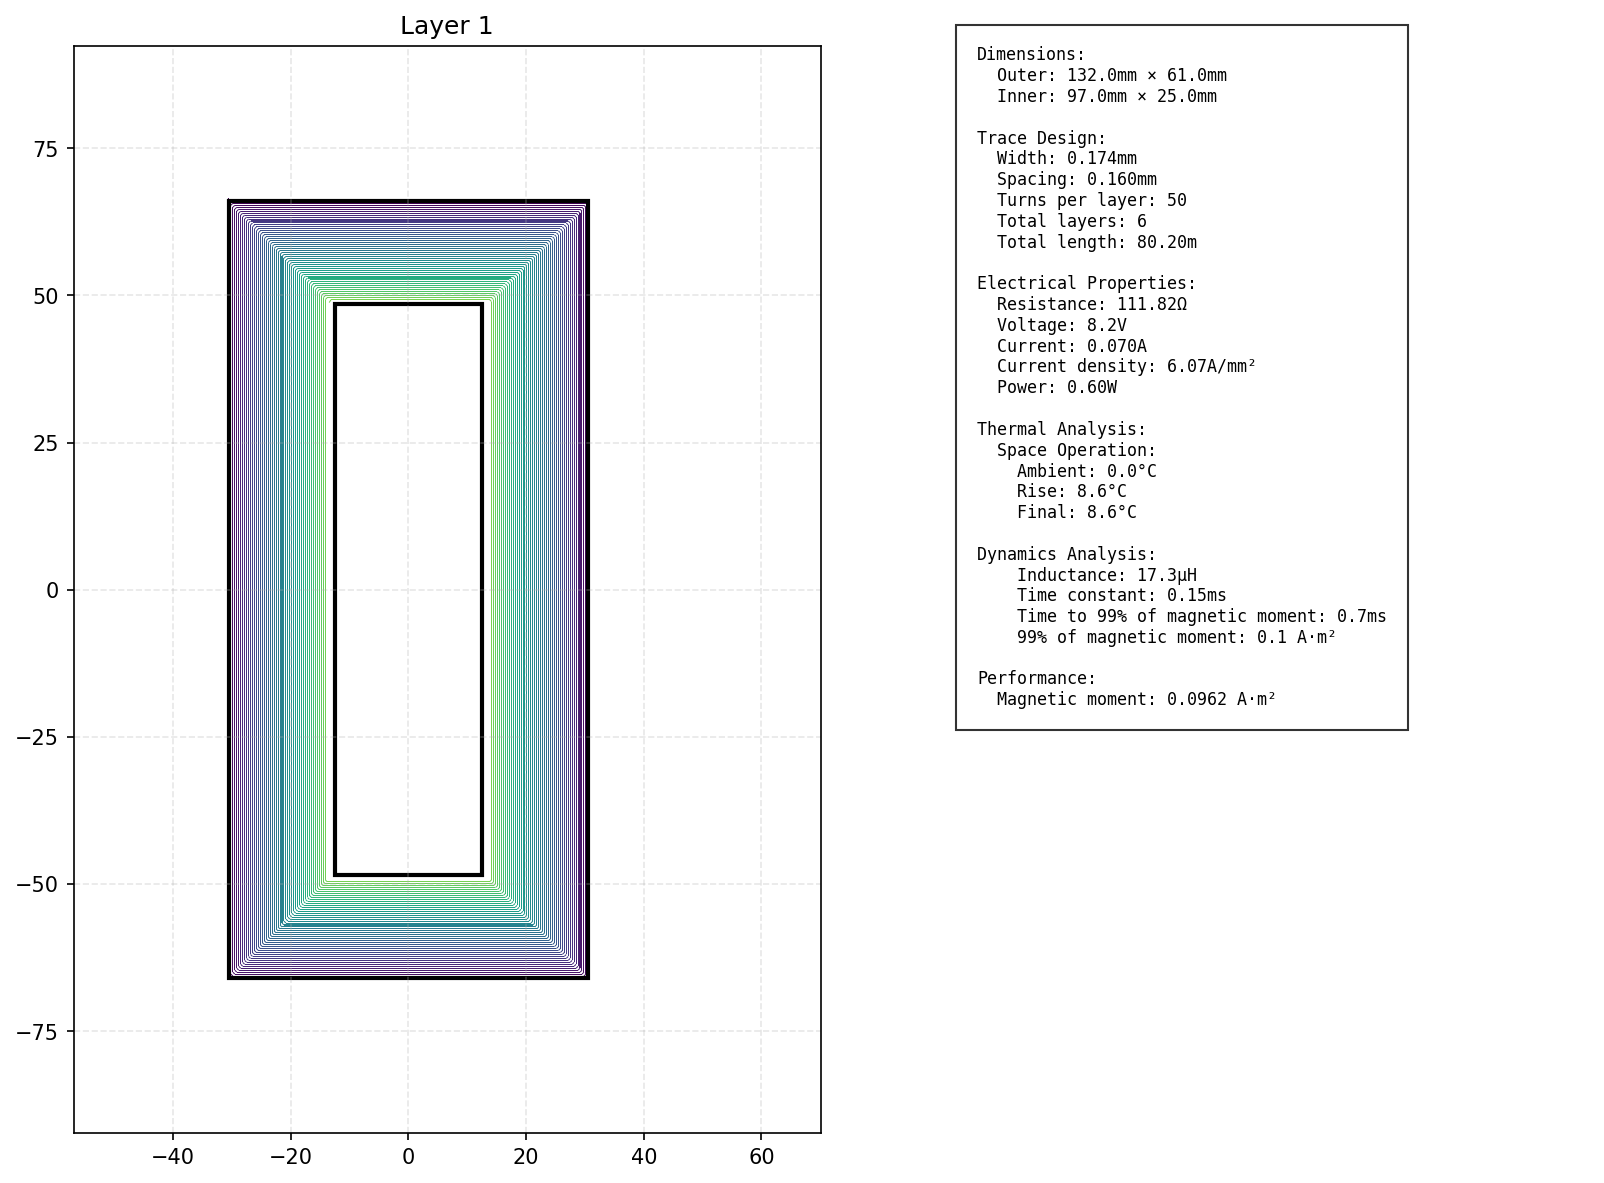 Layer 1
75
50
25
0
−25
−50
−75
−40
−20
0
20
40
60
Dimensions:
Outer: 132.0mm × 61.0mm
Inner: 97.0mm × 25.0mm
Trace Design:
Width: 0.174mm
Spacing: 0.160mm
Turns per layer: 50
Total layers: 6
Total length: 80.20m
Electrical Properties:
Resistance: 111.82Ω
Voltage: 8.2V
Current: 0.070A
Current density: 6.07A/mm²
Power: 0.60W
Thermal Analysis:
Space Operation:
Ambient: 0.0°C
Rise: 8.6°C
Final: 8.6°C
Dynamics Analysis:
Inductance: 17.3μH
Time constant: 0.15ms
Time to 99% of magnetic moment: 0.7ms
99% of magnetic moment: 0.1 A·m²
Performance:
Magnetic moment: 0.0962 A·m²